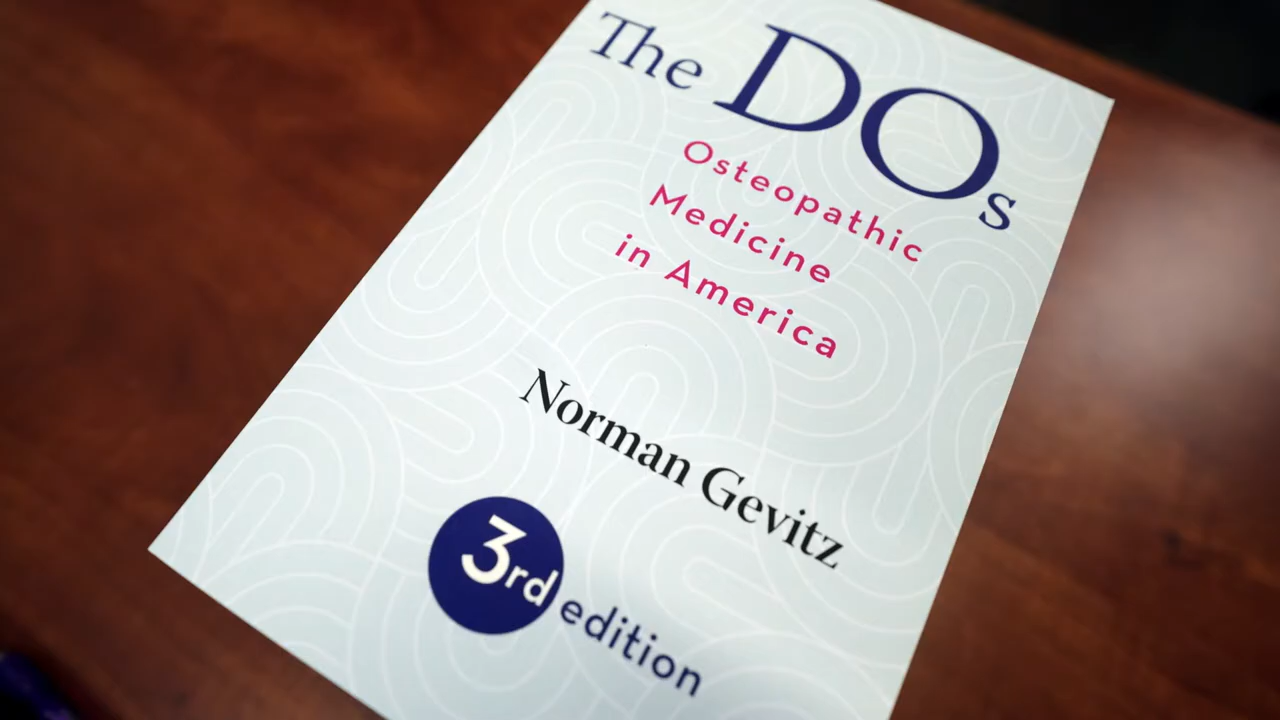 The DOs
Osteopathic
Medicine
in America
Norman Gevitz
3rd edition